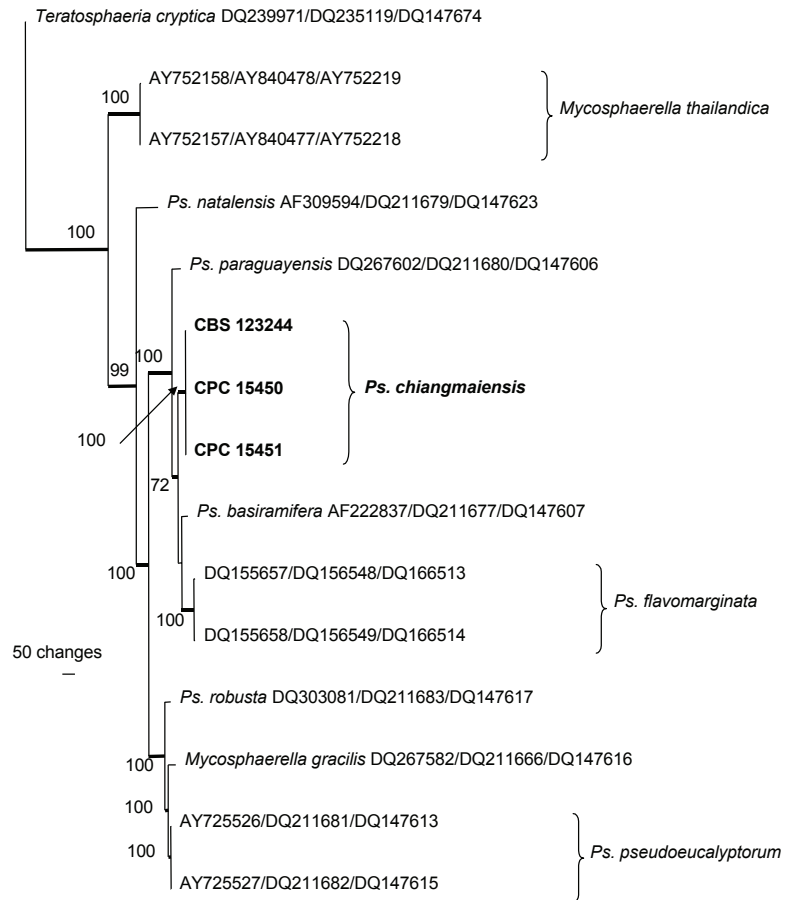 Teratosphaeria cryptica DQ239971/DQ235119/DQ147674
AY752158/AY840478/AY752219
100
Mycosphaerella thailandica
AY752157/AY840477/AY752218
Ps. natalensis AF309594/DQ211679/DQ147623
100
Ps. paraguayensis DQ267602/DQ211680/DQ147606
CBS 123244
100
99
CPC 15450
Ps. chiangmaiensis
100
CPC 15451
72
Ps. basiramifera AF222837/DQ211677/DQ147607
100
DQ155657/DQ156548/DQ166513
Ps. flavomarginata
100
DQ155658/DQ156549/DQ166514
50 changes
Ps. robusta DQ303081/DQ211683/DQ147617
100
Mycosphaerella gracilis DQ267582/DQ211666/DQ147616
100
AY725526/DQ211681/DQ147613
100
Ps. pseudoeucalyptorum
AY725527/DQ211682/DQ147615